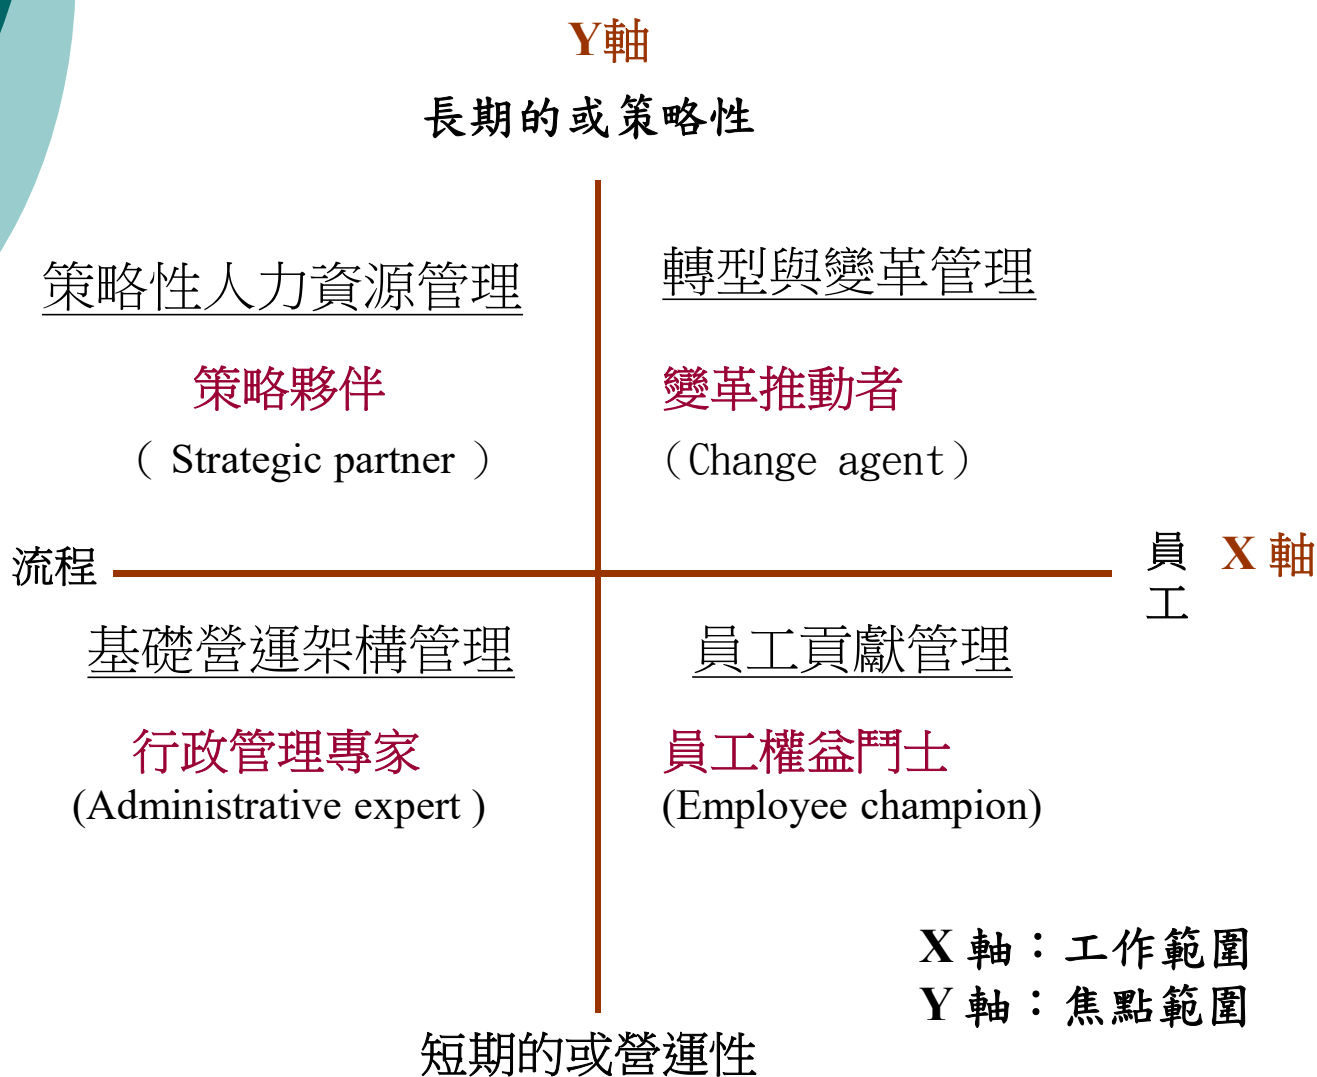 Y軸
長期的或策略性
策略性人力資源管理
策略夥伴
（ Strategic partner ）
轉型與變革管理
變革推動者
（Change agent）
流程
員
工
X 軸
基礎營運架構管理
行政管理專家
(Administrative expert )
員工貢獻管理
員工權益鬥士
(Employee champion)
X 軸：工作範圍
Y 軸：焦點範圍
短期的或營運性